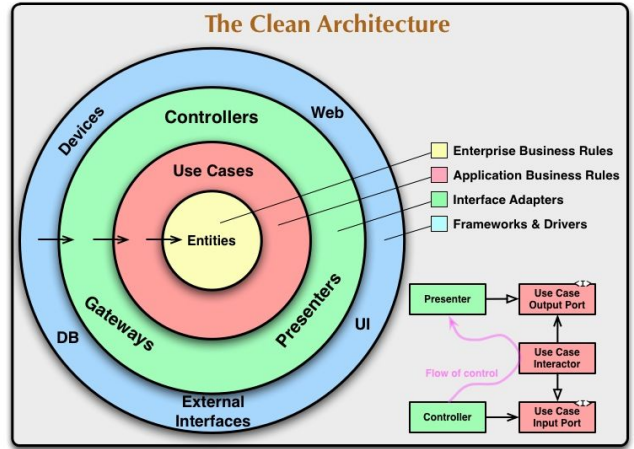 The Clean Architecture
Devices
Web
Controllers
Use Cases
Entities
Gateways
Presenters
DB
UI
External
Interfaces
Enterprise Business Rules
Application Business Rules
Interface Adapters
Frameworks & Drivers
Presenter
Use Case
Output Port
<I>
Flow of control
Use Case
Interactor
Controller
Use Case
Input Port
<I>